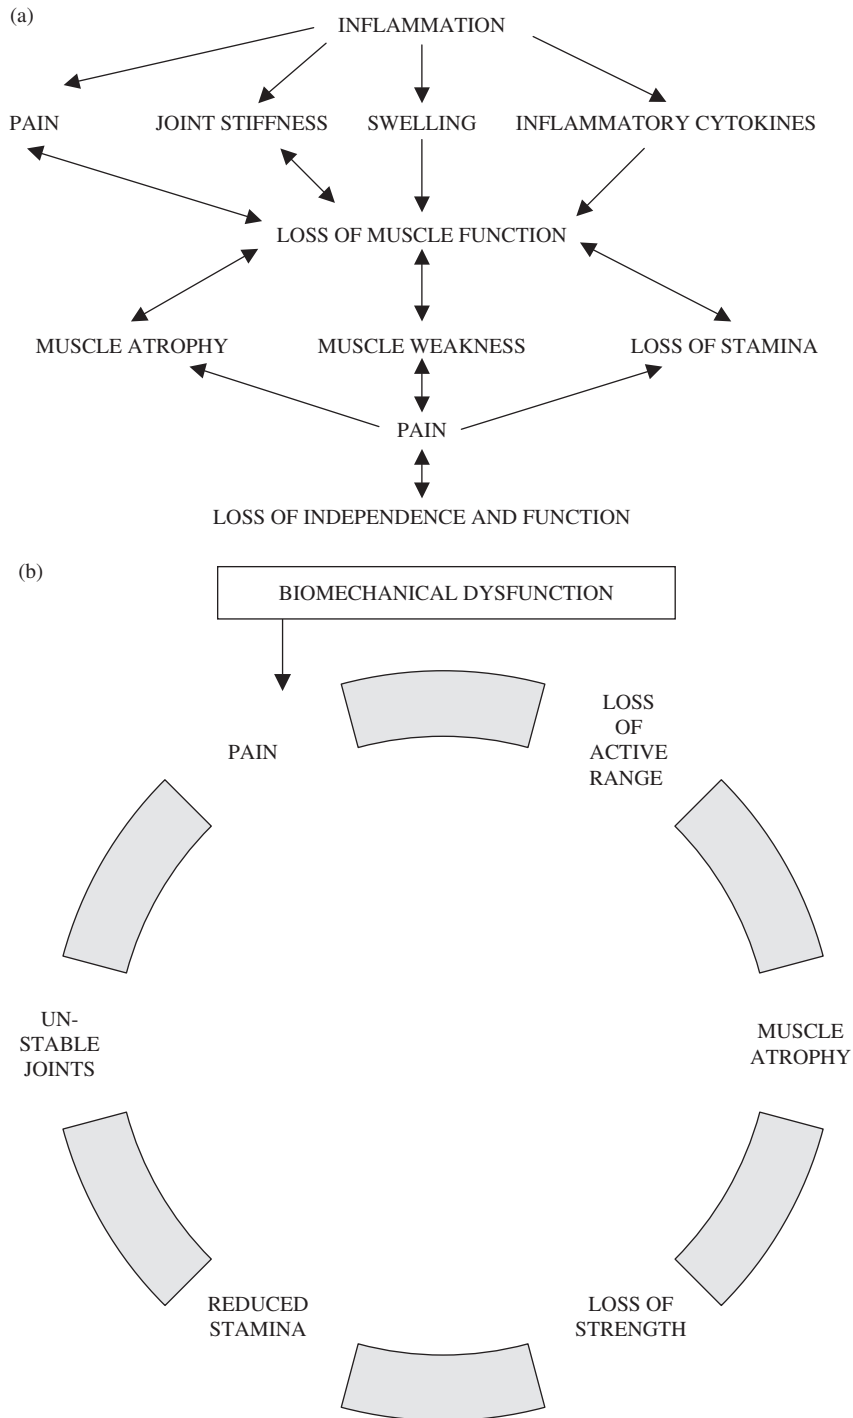 (a)
INFLAMMATION
PAIN JOINT STIFFNESS SWELLING INFLAMMATORY CYTOKINES
LOSS OF MUSCLE FUNCTION
MUSCLE ATROPHY MUSCLE WEAKNESS LOSS OF STAMINA
PAIN
LOSS OF INDEPENDENCE AND FUNCTION
(b)
BIOMECHANICAL DYSFUNCTION
PAIN
LOSS
OF
ACTIVE
RANGE
UN-
STABLE
JOINTS
MUSCLE
ATROPHY
REDUCED
STAMINA
LOSS OF
STRENGTH